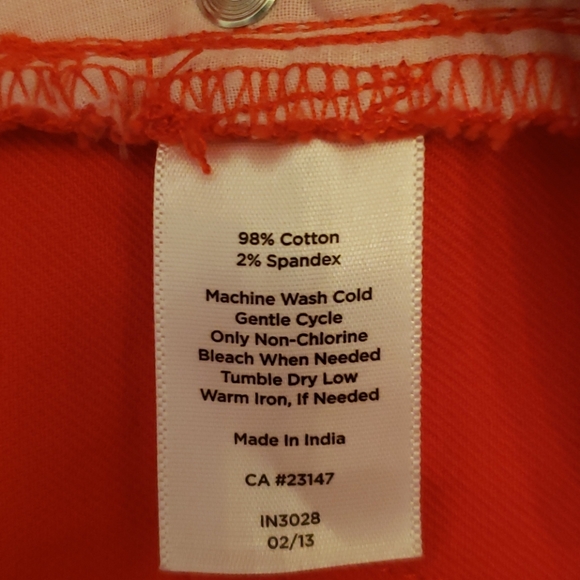 98% Cotton
2% Spandex
Machine Wash Cold
Gentle Cycle
Only Non-Chlorine
Bleach When Needed
Tumble Dry Low
Warm Iron, If Needed
Made In India
CA #23147
IN3028
02/13